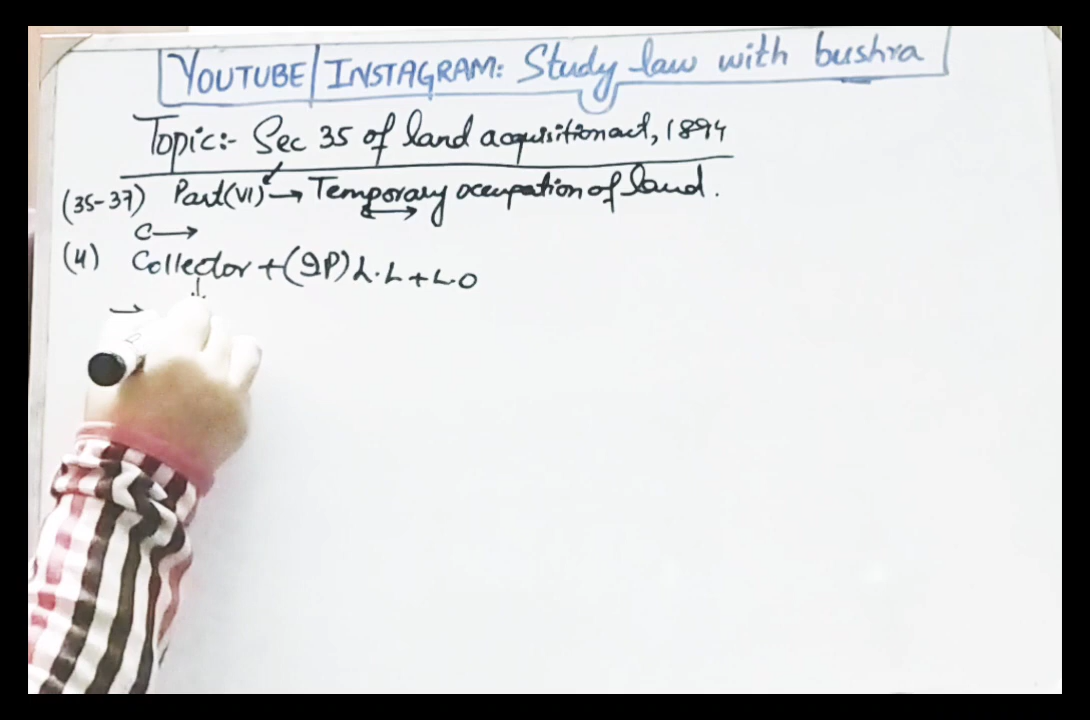 YOUTUBE/INSTAGRAM: Study law with bushra
Topic:- Sec 35 of land acquisition act, 1894
(35-37) Part(VI) → Temporary occupation of land.
C →
(4) Collector + (IP) L.L + L.O